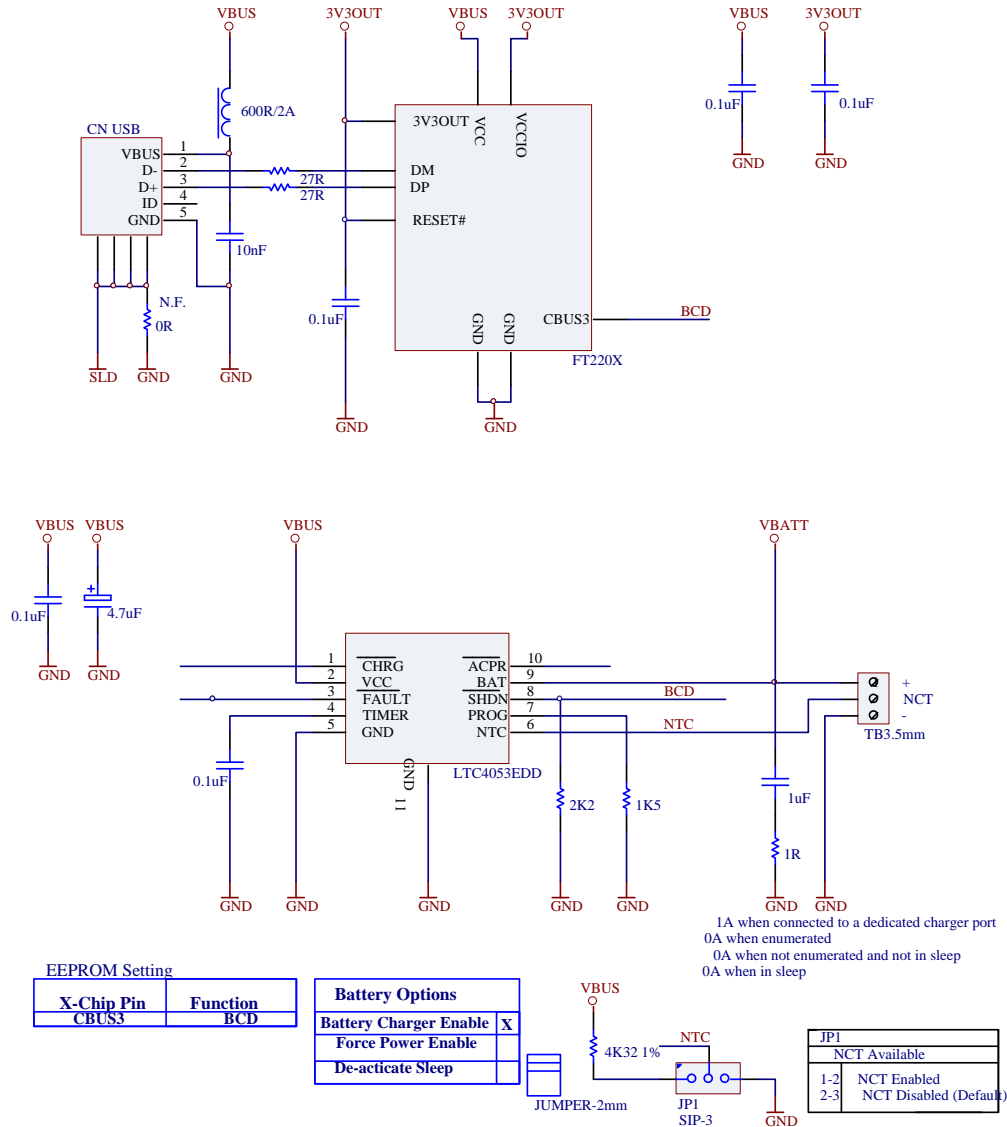 VBUS 3V3OUT VBUS 3V3OUT VBUS 3V3OUT
600R/2A
0.1uF 0.1uF
CN USB
3V3OUT VCC VCCIO
VBUS 1
D- 2
D+ 3
ID 4
GND 5
27R
27R
DM
DP
RESET#
GND GND
10nF
N.F.
0R
0.1uF
GND GND
CBUS3 BCD
FT220X
SLD GND GND
GND GND
VBUS VBUS VBUS VBATT
0.1uF 4.7uF
GND GND
1 CHRG ACPR 10
2 VCC BAT 9
3 FAULT SHDN 8 BCD
4 TIMER PROG 7
5 GND NTC 6 NTC
GND 11
LTC4053EDD
+
NCT
-
TB3.5mm
0.1uF
2K2 1K5 1uF
1R
GND GND GND GND GND GND GND
1A when connected to a dedicated charger port
0A when enumerated
0A when not enumerated and not in sleep
0A when in sleep
EEPROM Setting
X-Chip Pin Function
CBUS3 BCD
Battery Options
Battery Charger Enable X
Force Power Enable
De-acticate Sleep
JUMPER-2mm
VBUS
4K32 1%
NTC
JP1
SIP-3
GND
JP1
NCT Available
1-2 NCT Enabled
2-3 NCT Disabled (Default)